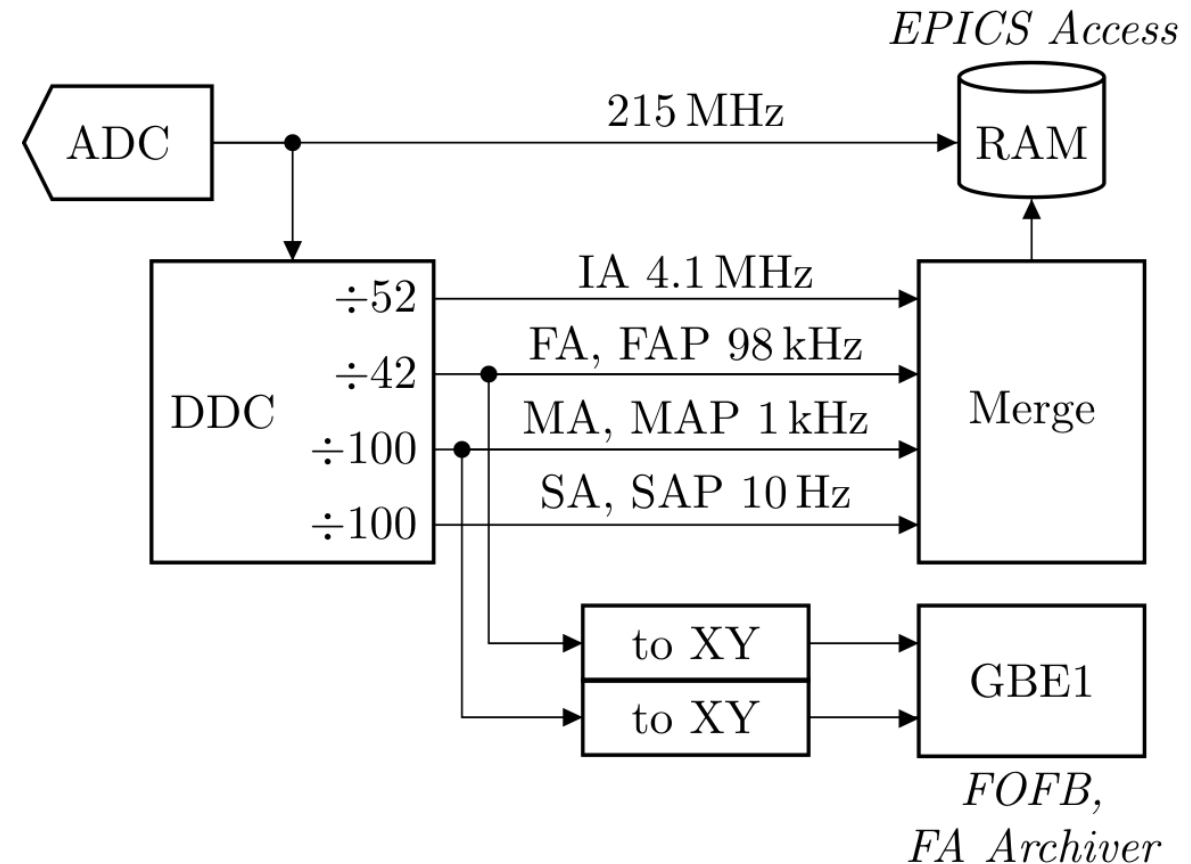 EPICS Access
ADC
215 MHz
RAM
÷52
IA 4.1 MHz
÷42
FA, FAP 98 kHz
DDC
Merge
÷100
MA, MAP 1 kHz
÷100
SA, SAP 10 Hz
to XY
to XY
GBE1
FOFB,
FA Archiver